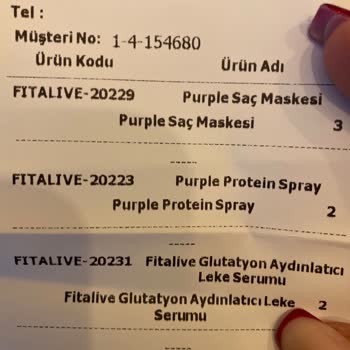 Tel :
Müşteri No: 1-4-154680
Ürün Kodu Ürün Adı
FITALIVE-20229 Purple Saç Maskesi
Purple Saç Maskesi 3
-----
FITALIVE-20223 Purple Protein Spray
Purple Protein Spray 2
-----
FITALIVE-20231 Fitalive Glutatyon Aydınlatıcı
Leke Serumu
Fitalive Glutatyon Aydınlatıcı Leke 2
Serumu
-----